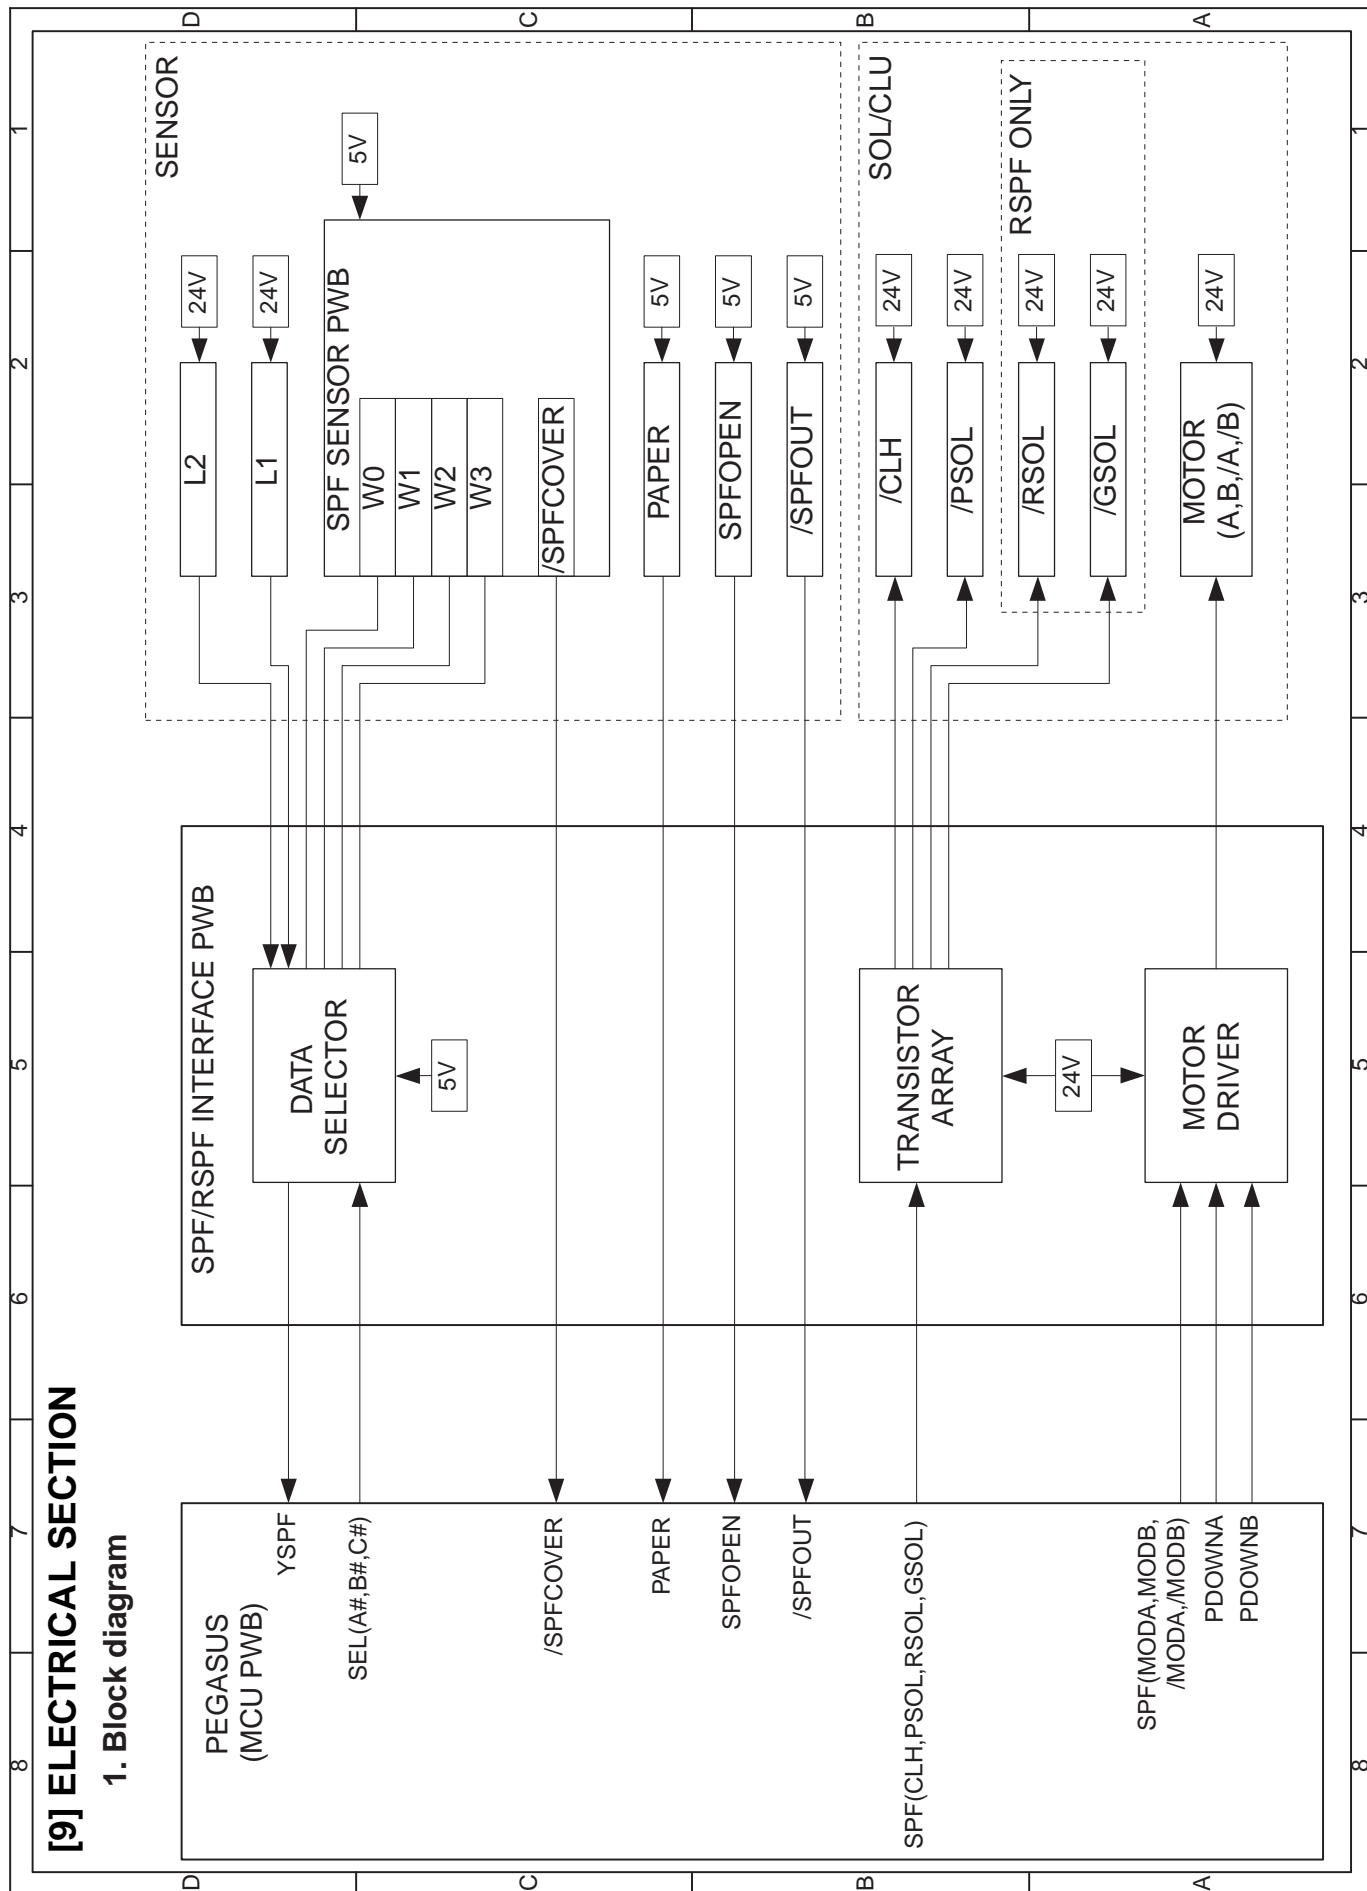 [9] ELECTRICAL SECTION
1. Block diagram
8
7
6
5
4
3
2
1
D
C
B
A
PEGASUS
(MCU PWB)
YSPF
SEL(A#,B#,C#)
/SPFCOVER
PAPER
SPFOPEN
/SPFOUT
SPF(CLH,PSOL,RSOL,GSOL)
SPF(MODA,MODB,
/MODA,/MODB)
PDOWNA
PDOWNB
SPF/RSPF INTERFACE PWB
DATA
SELECTOR
5V
TRANSISTOR
ARRAY
24V
MOTOR
DRIVER
SENSOR
L2
24V
L1
24V
SPF SENSOR PWB
5V
W0
W1
W2
W3
/SPFCOVER
PAPER
5V
SPFOPEN
5V
/SPFOUT
5V
SOL/CLU
/CLH
24V
/PSOL
24V
RSPF ONLY
/RSOL
24V
/GSOL
24V
MOTOR
(A,B,/A,/B)
24V
D
C
B
A
8
7
6
5
4
3
2
1